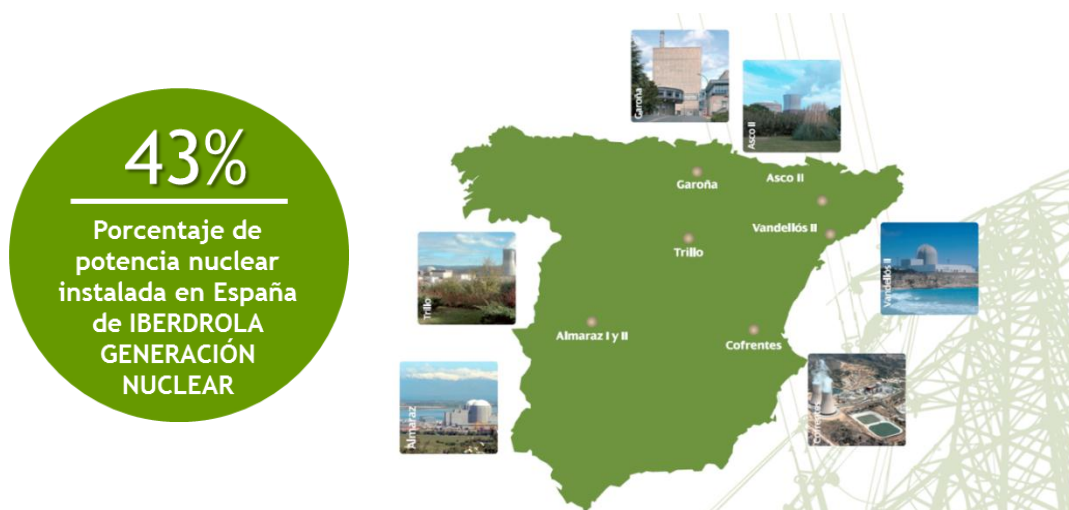 43%
Porcentaje de
potencia nuclear
instalada en España
de IBERDROLA
GENERACIÓN
NUCLEAR
Garoña
Asco II
Garoña
Asco II
Vandellós II
Trillo
Vandellós II
Trillo
Almaraz I y II
Cofrentes
Almaraz
Cofrentes